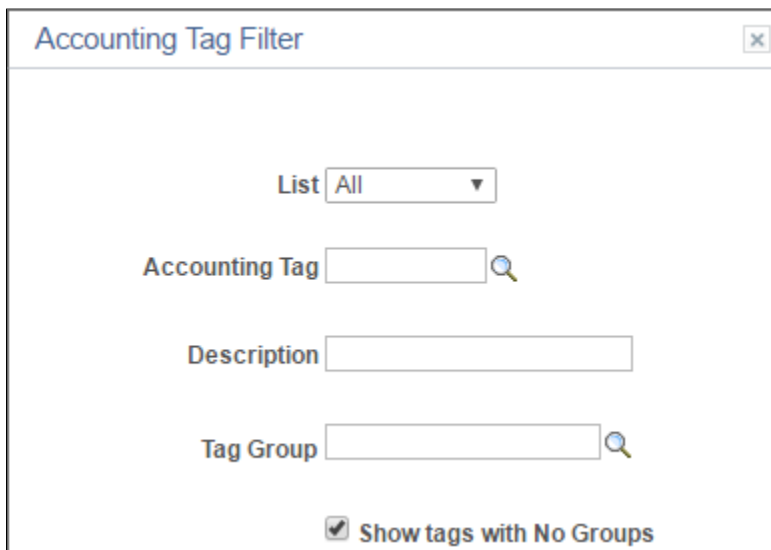 Accounting Tag Filter
List All
Accounting Tag
Description
Tag Group
Show tags with No Groups